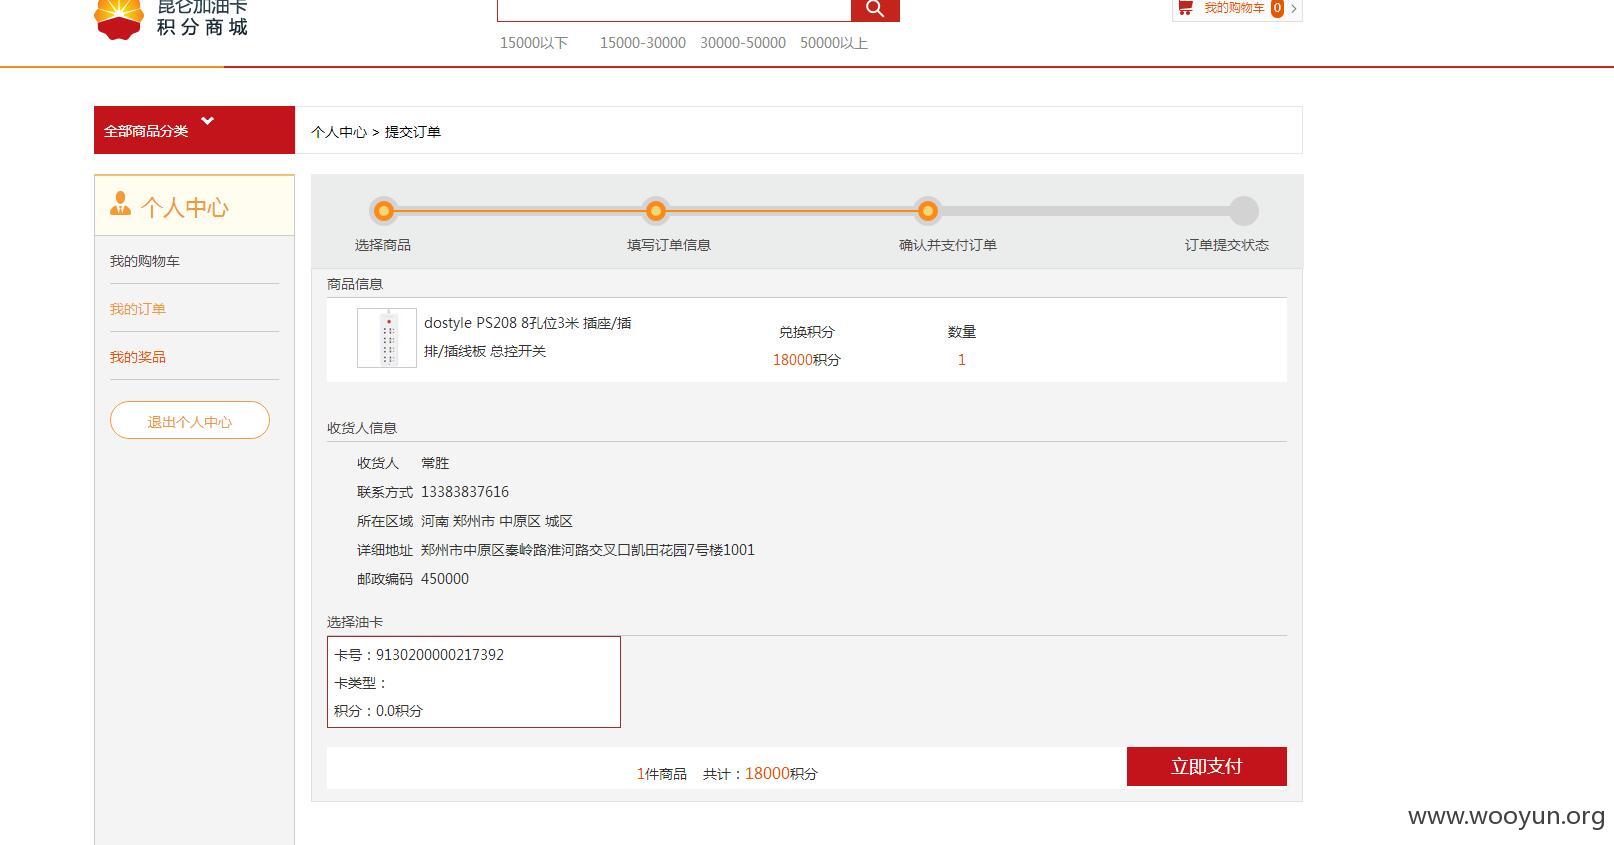 昆仑加油卡
积分商城
15000以下 15000-30000 30000-50000 50000以上
我的购物车 0 >
全部商品分类
个人中心 > 提交订单
个人中心
我的购物车
我的订单
我的奖品
退出个人中心
选择商品 填写订单信息 确认并支付订单 订单提交状态
商品信息
dostyle PS208 8孔位3米 插座/插
排/插线板 总控开关
兑换积分 数量
18000积分 1
收货人信息
收货人 常胜
联系方式 13383837616
所在区域 河南 郑州市 中原区 城区
详细地址 郑州市中原区秦岭路淮河路交叉口凯田花园7号楼1001
邮政编码 450000
选择油卡
卡号：9130200000217392
卡类型：
积分：0.0积分
1件商品 共计：18000积分
立即支付
www.wooyun.org